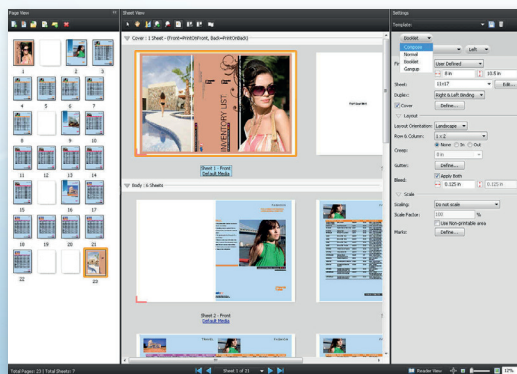 Page View
Sheet View
Settings
Template:
Cover : 1 Sheet - (Front=PrintOnFront, Back=PrintOnBack)
INVENTORY LIST
Sheet 1 - Front
Default Media
Body : 6 Sheets
Sheet 2 - Front
Default Media
1
2
3
4
5
6
7
8
9
10
11
12
13
14
15
16
17
18
19
20
21
22
23
Booklet
Compose
Normal
Booklet
Gangup
Left
User Defined
8 in
10.5 in
Sheet:
11x17
Edit...
Duplex:
Right & Left Binding
Cover
Define...
Layout
Layout Orientation:
Landscape
Row & Column:
1 x 2
Creep:
None
In
Out
0 in
Gutter:
Define...
Bleed:
Apply Both
0.125 in
0.125 in
Scale
Scaling:
Do not scale
Scale Factor:
100
%
Use Non-printable area
Marks:
Define...
Total Pages: 23 | Total Sheets: 7
Sheet 1 of 21
Reader View
12%